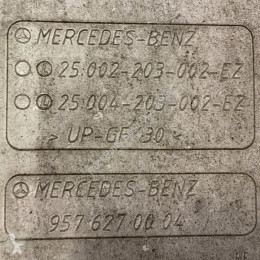 MERCEDES-BENZ
25.002-203-002-EZ
25.004-203-002-EZ
> UP-GF 30 <
MERCEDES-BENZ
957 627 00 04